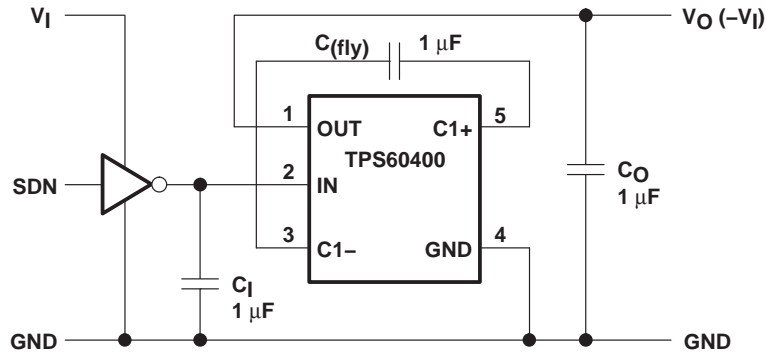 VI
VO (−VI)
C(fly)
1 µF
1
OUT
C1+
5
TPS60400
SDN
2
IN
CO
1 µF
3
C1−
GND
4
CI
1 µF
GND
GND